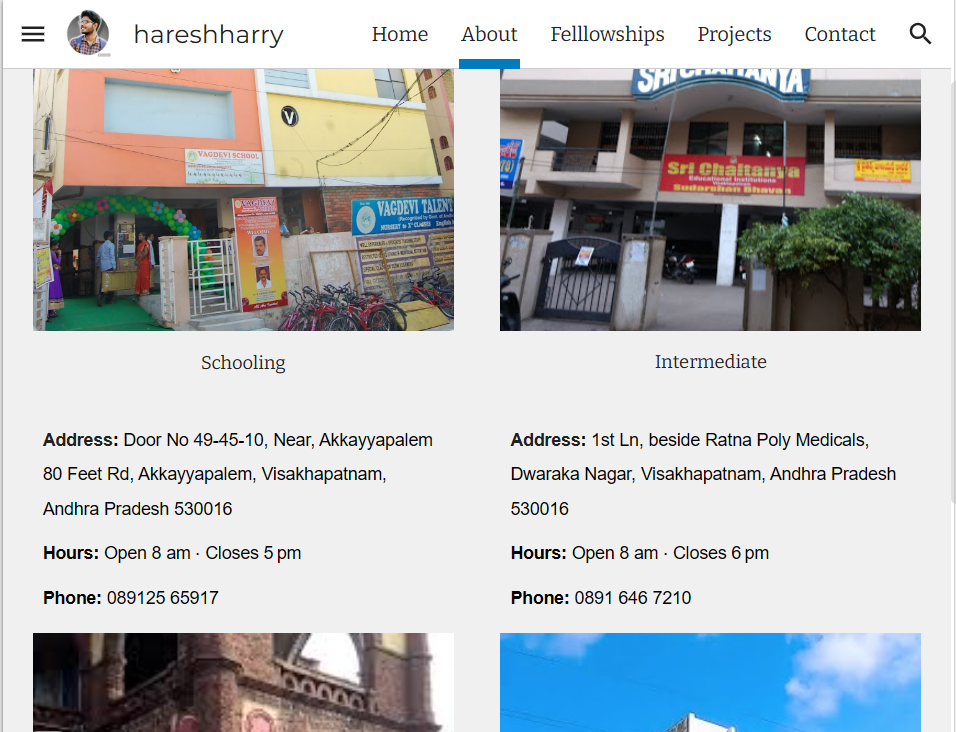 hareshharry
Home
About
Felllowships
Projects
Contact
V
VAGDEVI SCHOOL
VAGDEVI TALENT
SRI CHAITANYA
Sri Chaitanya
Educational Institutions
Sudarshan Bhavan
Schooling
Intermediate
Address: Door No 49-45-10, Near, Akkayyapalem
80 Feet Rd, Akkayyapalem, Visakhapatnam,
Andhra Pradesh 530016
Hours: Open 8 am · Closes 5 pm
Phone: 089125 65917
Address: 1st Ln, beside Ratna Poly Medicals,
Dwaraka Nagar, Visakhapatnam, Andhra Pradesh
530016
Hours: Open 8 am · Closes 6 pm
Phone: 0891 646 7210